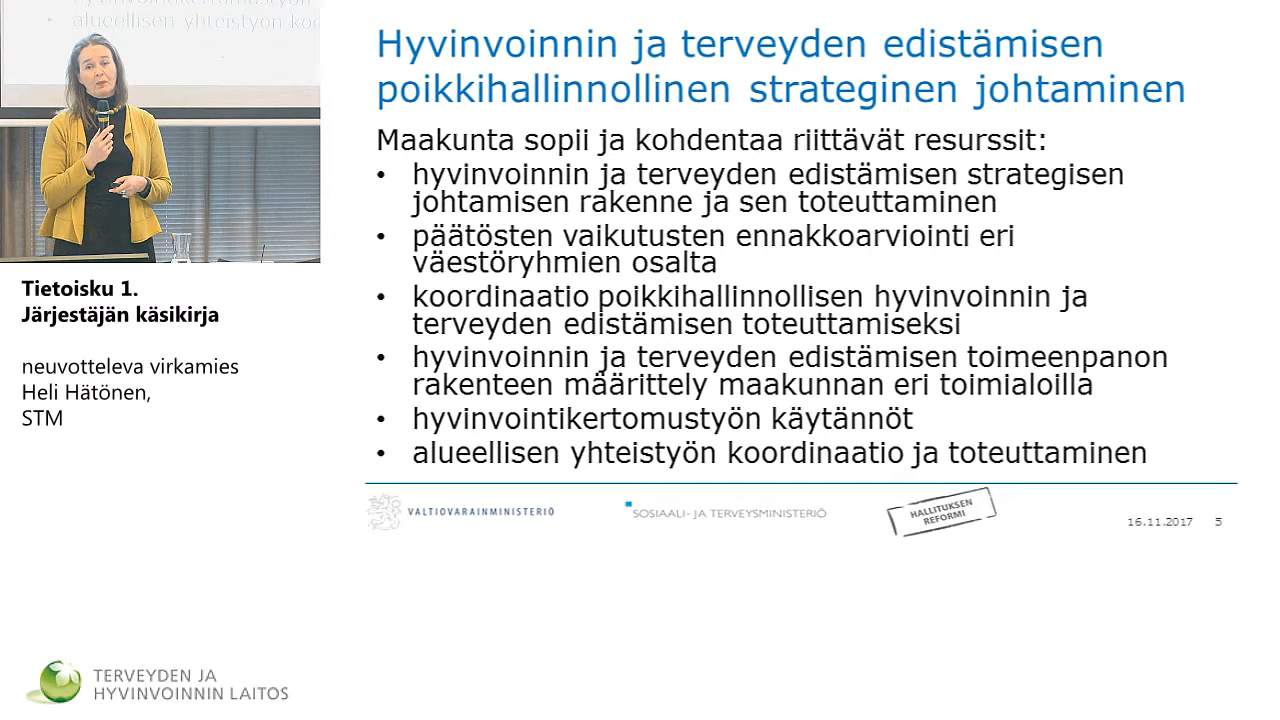 alueellisen yhteistyön koo
Tietoisku 1.
Järjestäjän käsikirja
neuvotteleva virkamies
Heli Hätönen,
STM
Hyvinvoinnin ja terveyden edistämisen
poikkihallinnollinen strateginen johtaminen
Maakunta sopii ja kohdentaa riittävät resurssit:
• hyvinvoinnin ja terveyden edistämisen strategisen
johtamisen rakenne ja sen toteuttaminen
• päätösten vaikutusten ennakkoarviointi eri
väestöryhmien osalta
• koordinaatio poikkihallinnollisen hyvinvoinnin ja
terveyden edistämisen toteuttamiseksi
• hyvinvoinnin ja terveyden edistämisen toimeenpanon
rakenteen määrittely maakunnan eri toimialoilla
• hyvinvointikertomustyön käytännöt
• alueellisen yhteistyön koordinaatio ja toteuttaminen
VALTIOVARAINMINISTERIÖ
SOSIAALI- JA TERVEYSMINISTERIÖ
HALLITUKSEN
REFORMI
16.11.2017 5
TERVEYDEN JA
HYVINVOINNIN LAITOS